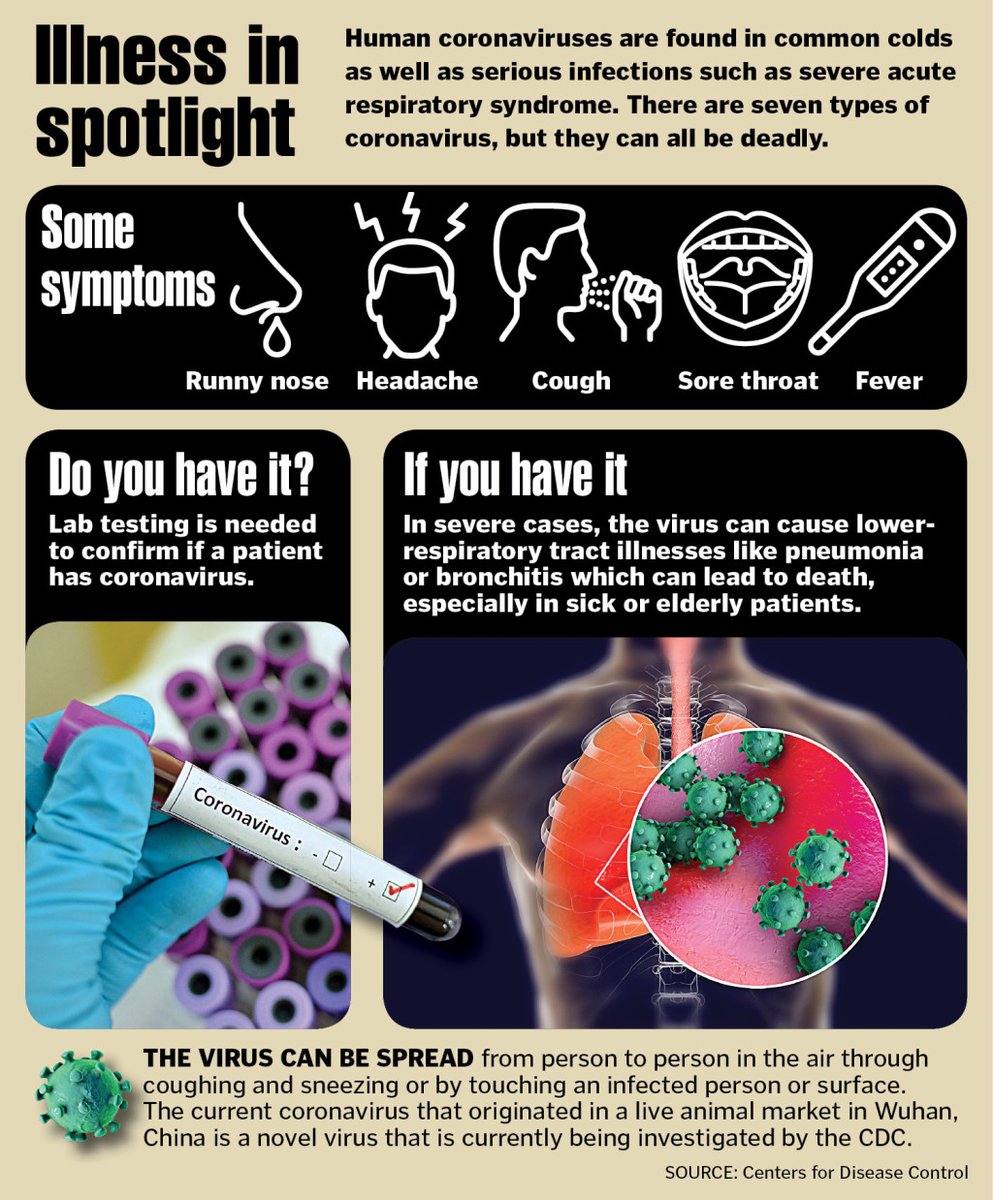 Illness in
spotlight
Human coronaviruses are found in common colds
as well as serious infections such as severe acute
respiratory syndrome. There are seven types of
coronavirus, but they can all be deadly.
Some
symptoms
Runny nose
Headache
Cough
Sore throat
Fever
Do you have it?
Lab testing is needed
to confirm if a patient
has coronavirus.
Coronavirus : - +
If you have it
In severe cases, the virus can cause lower-
respiratory tract illnesses like pneumonia
or bronchitis which can lead to death,
especially in sick or elderly patients.
THE VIRUS CAN BE SPREAD from person to person in the air through
coughing and sneezing or by touching an infected person or surface.
The current coronavirus that originated in a live animal market in Wuhan,
China is a novel virus that is currently being investigated by the CDC.
SOURCE: Centers for Disease Control